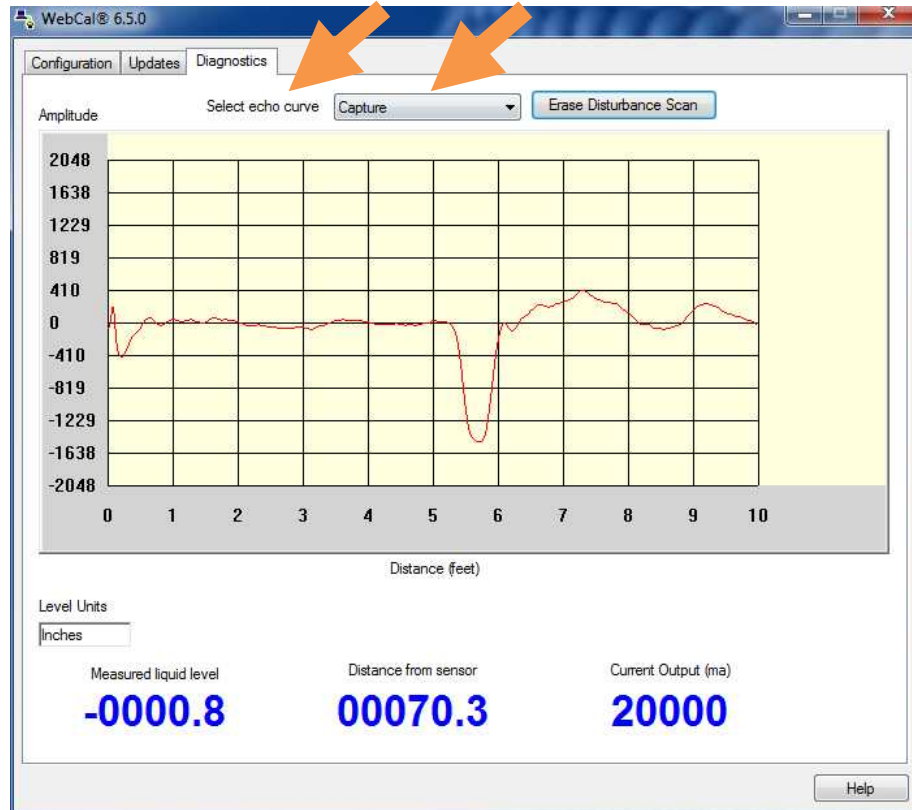 WebCal® 6.5.0
Configuration Updates Diagnostics
Select echo curve Capture Erase Disturbance Scan
Amplitude
2048
1638
1229
819
410
0
-410
-819
-1229
-1638
-2048
0 1 2 3 4 5 6 7 8 9 10
Distance (feet)
Level Units
Inches
Measured liquid level Distance from sensor Current Output (ma)
-0000.8 00070.3 20000
Help